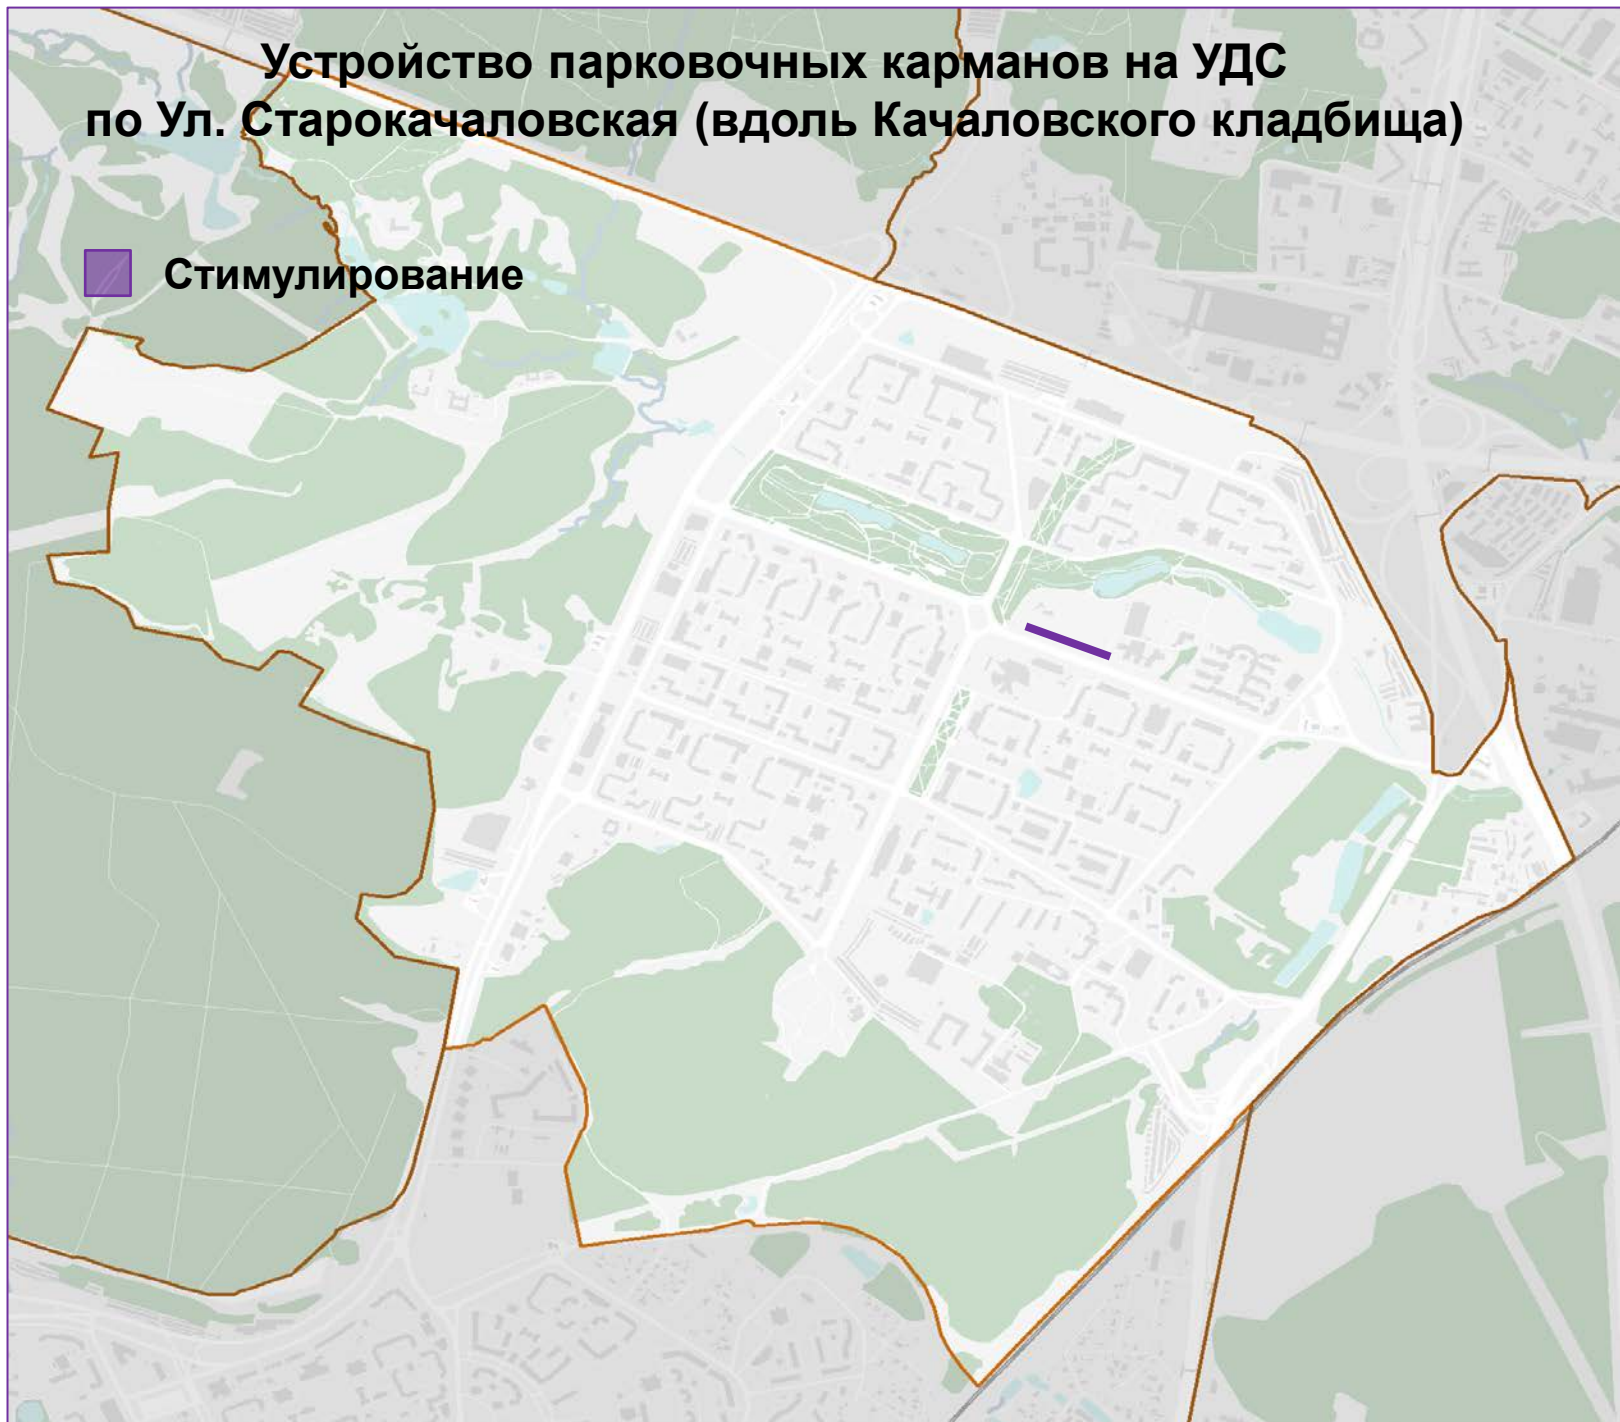 Устройство парковочных карманов на УДС
по Ул. Старокачаловская (вдоль Качаловского кладбища)
Стимулирование